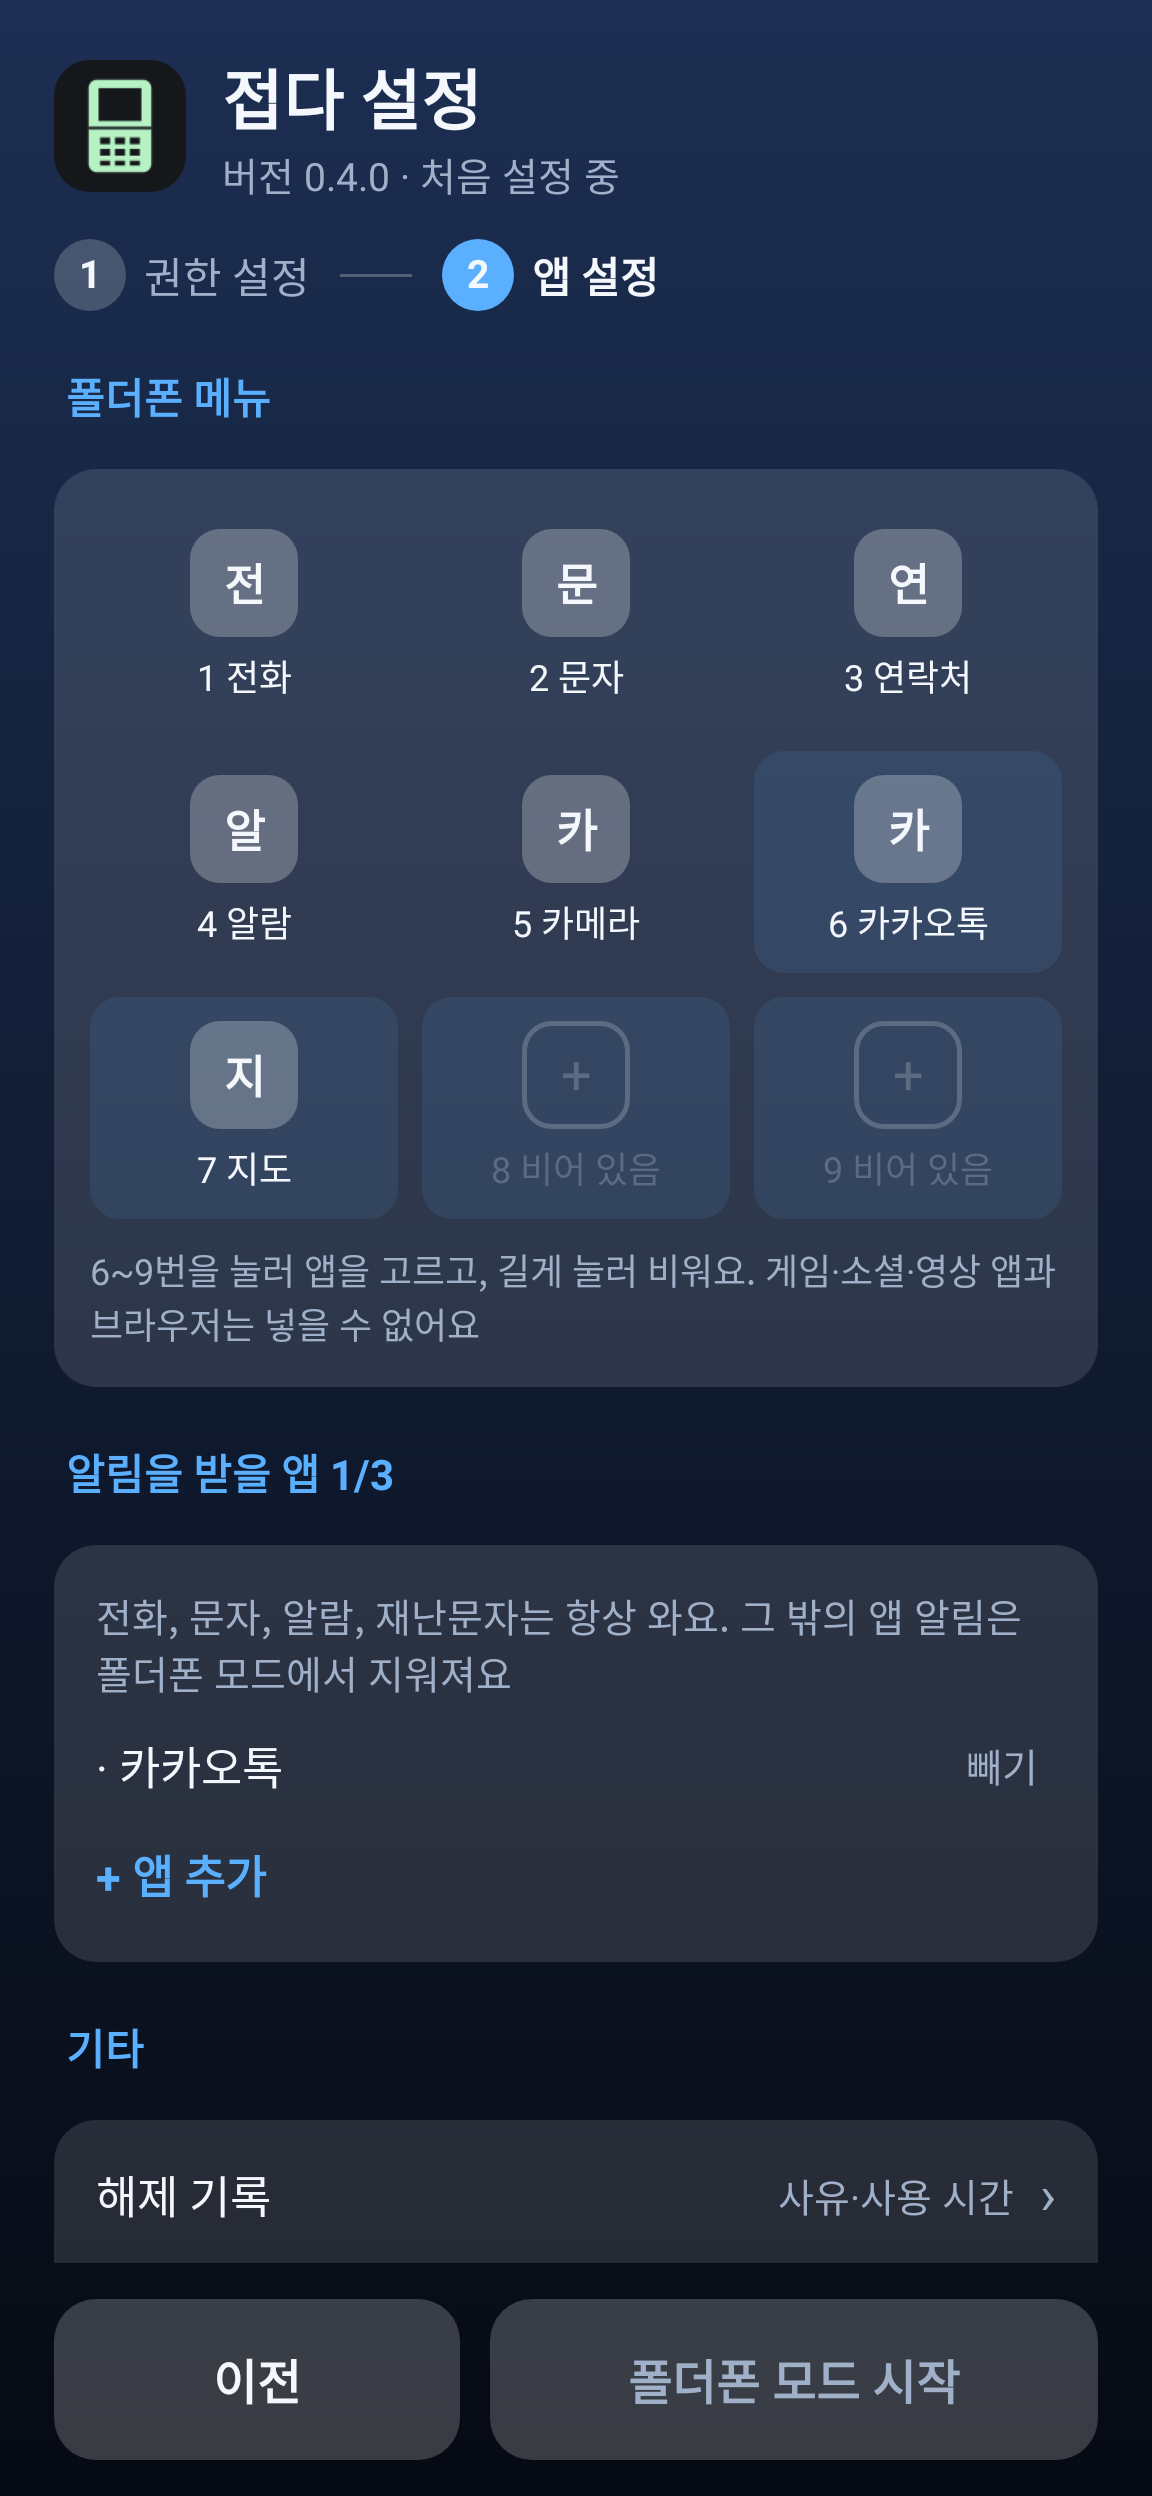 접다 설정
버전 0.4.0 · 처음 설정 중
1 권한 설정 2 앱 설정
폴더폰 메뉴
전 문 연
1 전화 2 문자 3 연락처
알 카 카
4 알람 5 카메라 6 카카오톡
지 + +
7 지도 8 비어 있음 9 비어 있음
6~9번을 눌러 앱을 고르고, 길게 눌러 비워요. 게임·소셜·영상 앱과
브라우저는 넣을 수 없어요
알림을 받을 앱 1/3
전화, 문자, 알람, 재난문자는 항상 와요. 그 밖의 앱 알림은
폴더폰 모드에서 지워져요
· 카카오톡 빼기
+ 앱 추가
기타
해제 기록 사유·사용 시간 ›
이전 폴더폰 모드 시작